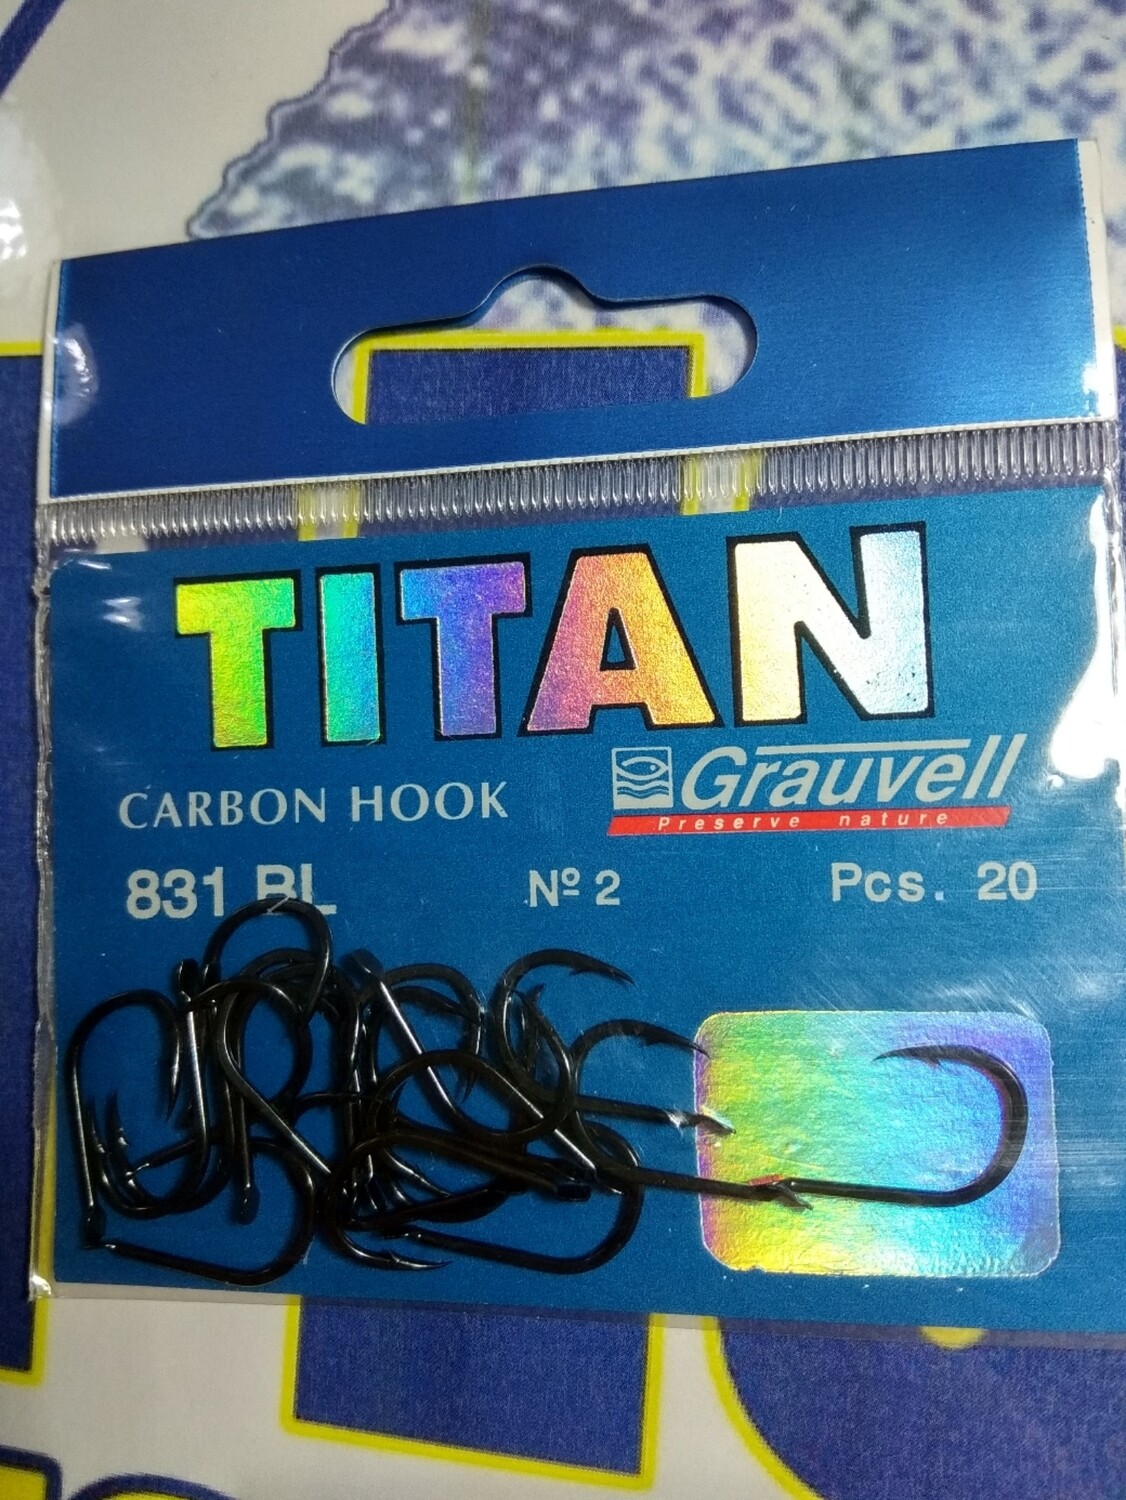 TITAN
Grauvell
Preserve nature
CARBON HOOK
831 BL Nº 2 Pcs. 20